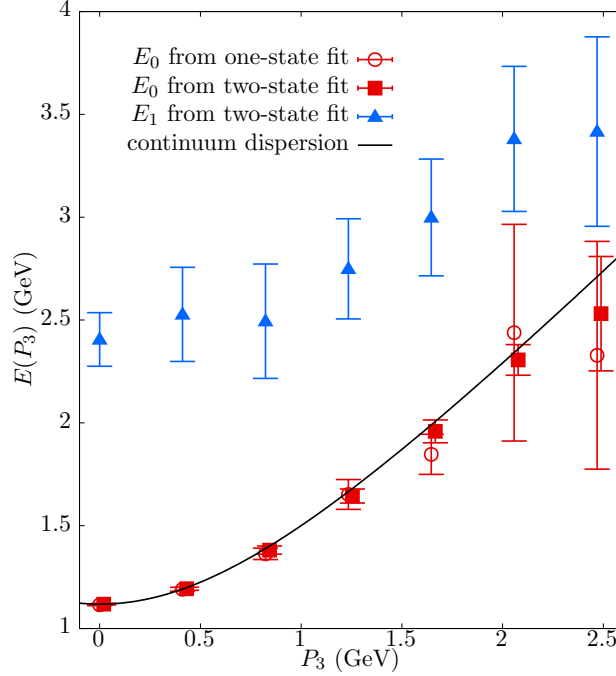 4
3.5
3
2.5
2
1.5
1
E(P₃) (GeV)
E₀ from one-state fit
E₀ from two-state fit
E₁ from two-state fit
continuum dispersion
0 0.5 1 1.5 2 2.5
P₃ (GeV)